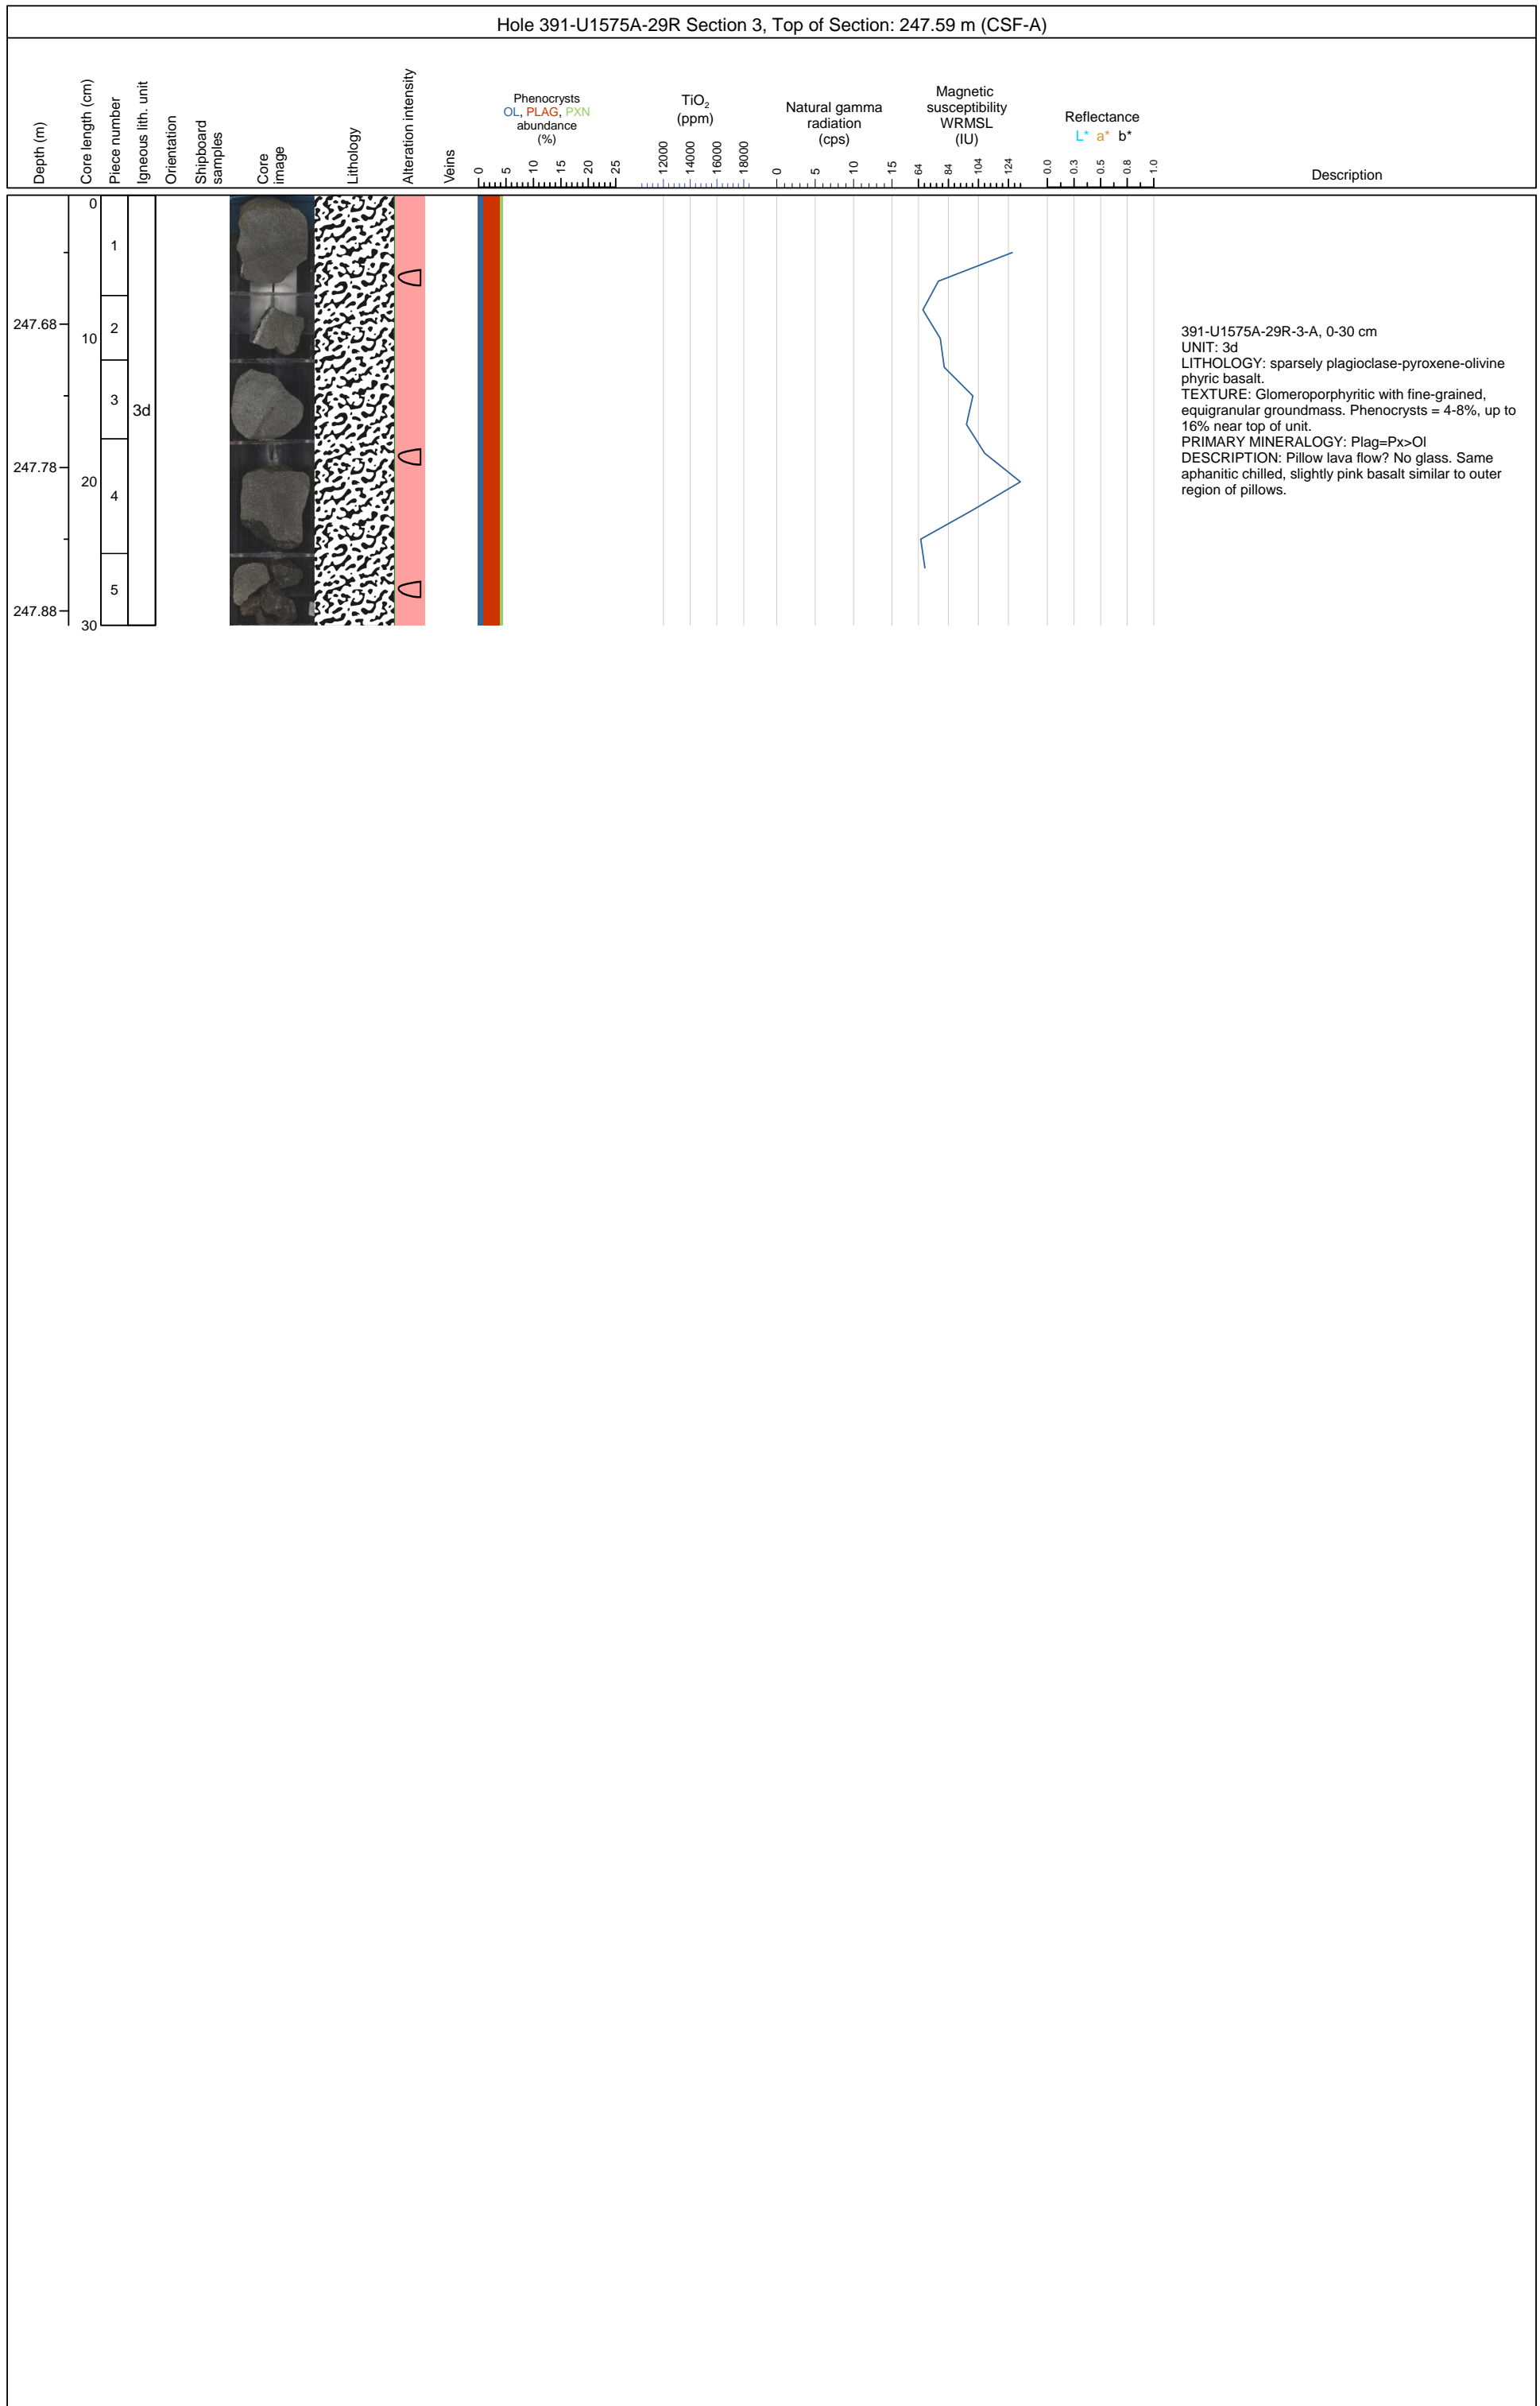 Hole 391-U1575A-29R Section 3, Top of Section: 247.59 m (CSF-A)
Depth (m)
Core length (cm)
Piece number
Igneous lith. unit
Orientation
Shipboard
samples
Core
image
Lithology
Alteration intensity
Veins
Phenocrysts
OL, PLAG, PXN
abundance
(%)
0 5 10 15 20 25
TiO₂
(ppm)
12000 14000 16000 18000
Natural gamma
radiation
(cps)
0 5 10 15
Magnetic
susceptibility
WRMSL
(IU)
64 84 104 124
Reflectance
L* a* b*
0.0 0.3 0.5 0.8 1.0
Description
247.68
247.78
247.88
0
10
20
30
1
2
3
4
5
3d
391-U1575A-29R-3-A, 0-30 cm
UNIT: 3d
LITHOLOGY: sparsely plagioclase-pyroxene-olivine
phyric basalt.
TEXTURE: Glomeroporphyritic with fine-grained,
equigranular groundmass. Phenocrysts = 4-8%, up to
16% near top of unit.
PRIMARY MINERALOGY: Plag=Px>Ol
DESCRIPTION: Pillow lava flow? No glass. Same
aphanitic chilled, slightly pink basalt similar to outer
region of pillows.